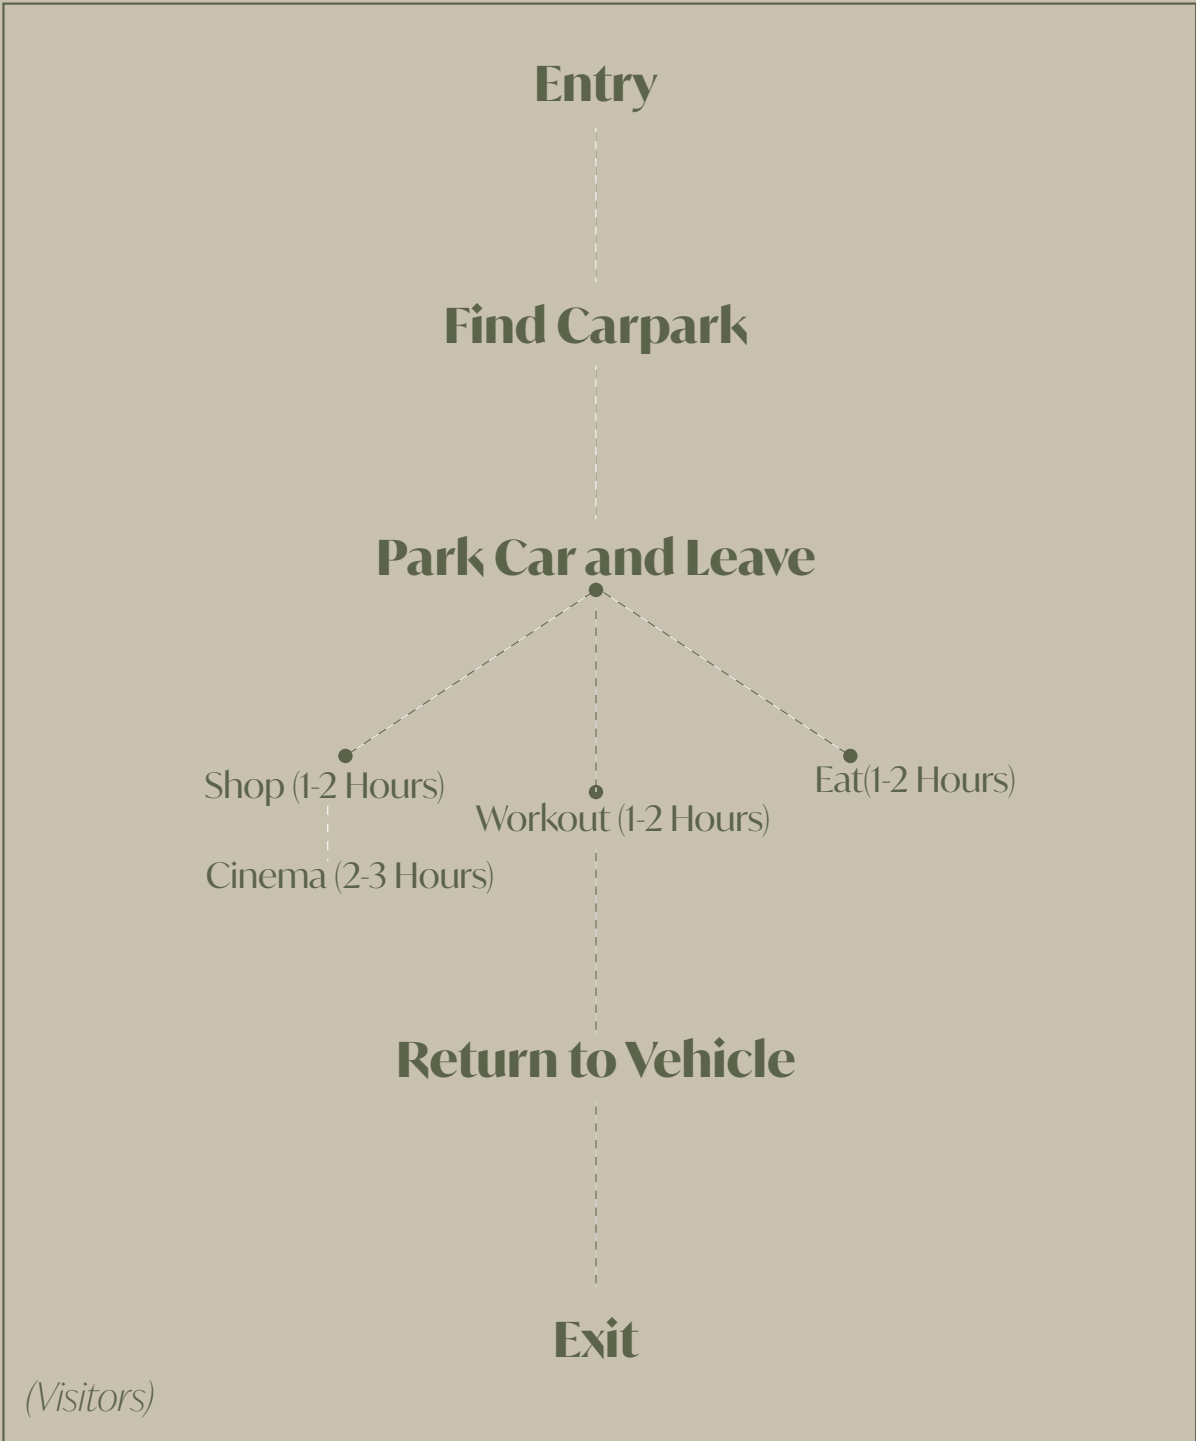 Entry
Find Carpark
Park Car and Leave
Shop (1-2 Hours)
Eat(1-2 Hours)
Workout (1-2 Hours)
Cinema (2-3 Hours)
Return to Vehicle
Exit
(Visitors)